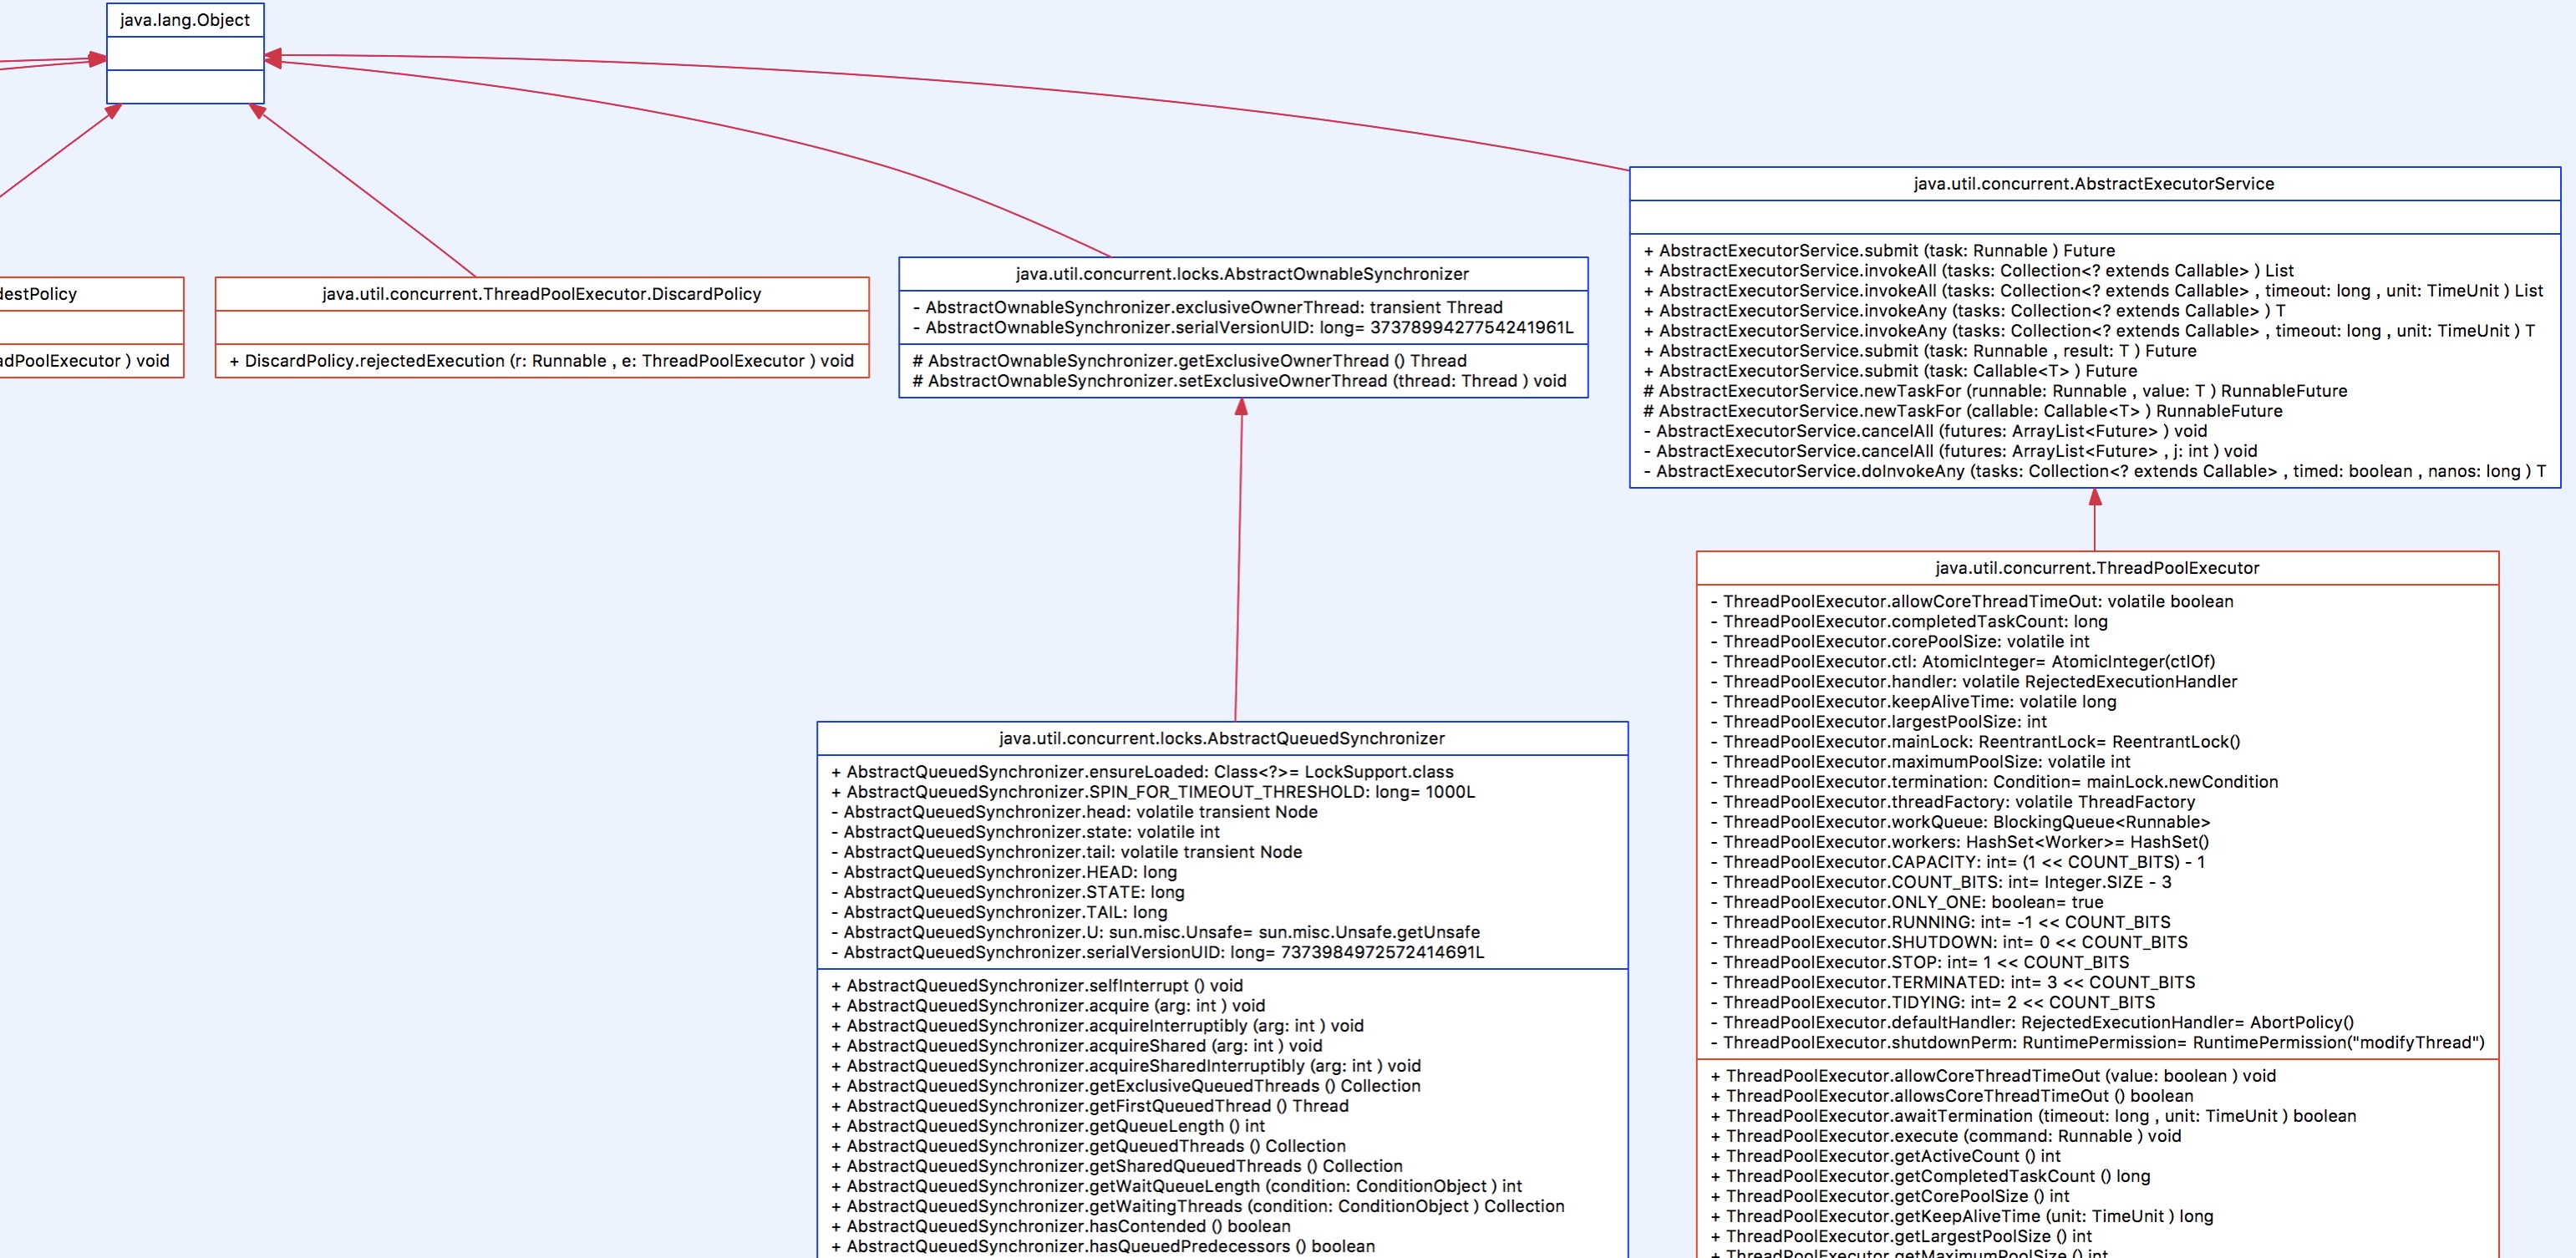 java.lang.Object
destPolicy
adPoolExecutor ) void
java.util.concurrent.ThreadPoolExecutor.DiscardPolicy
+ DiscardPolicy.rejectedExecution (r: Runnable , e: ThreadPoolExecutor ) void
java.util.concurrent.locks.AbstractOwnableSynchronizer
- AbstractOwnableSynchronizer.exclusiveOwnerThread: transient Thread
- AbstractOwnableSynchronizer.serialVersionUID: long= 3737899427754241961L
# AbstractOwnableSynchronizer.getExclusiveOwnerThread () Thread
# AbstractOwnableSynchronizer.setExclusiveOwnerThread (thread: Thread ) void
java.util.concurrent.AbstractExecutorService
+ AbstractExecutorService.submit (task: Runnable ) Future
+ AbstractExecutorService.invokeAll (tasks: Collection<? extends Callable> ) List
+ AbstractExecutorService.invokeAll (tasks: Collection<? extends Callable> , timeout: long , unit: TimeUnit ) List
+ AbstractExecutorService.invokeAny (tasks: Collection<? extends Callable> ) T
+ AbstractExecutorService.invokeAny (tasks: Collection<? extends Callable> , timeout: long , unit: TimeUnit ) T
+ AbstractExecutorService.submit (task: Runnable , result: T ) Future
+ AbstractExecutorService.submit (task: Callable<T> ) Future
# AbstractExecutorService.newTaskFor (runnable: Runnable , value: T ) RunnableFuture
# AbstractExecutorService.newTaskFor (callable: Callable<T> ) RunnableFuture
- AbstractExecutorService.cancelAll (futures: ArrayList<Future> ) void
- AbstractExecutorService.cancelAll (futures: ArrayList<Future> , j: int ) void
- AbstractExecutorService.doInvokeAny (tasks: Collection<? extends Callable> , timed: boolean , nanos: long ) T
java.util.concurrent.locks.AbstractQueuedSynchronizer
+ AbstractQueuedSynchronizer.ensureLoaded: Class<?>= LockSupport.class
+ AbstractQueuedSynchronizer.SPIN_FOR_TIMEOUT_THRESHOLD: long= 1000L
- AbstractQueuedSynchronizer.head: volatile transient Node
- AbstractQueuedSynchronizer.state: volatile int
- AbstractQueuedSynchronizer.tail: volatile transient Node
- AbstractQueuedSynchronizer.HEAD: long
- AbstractQueuedSynchronizer.STATE: long
- AbstractQueuedSynchronizer.TAIL: long
- AbstractQueuedSynchronizer.U: sun.misc.Unsafe= sun.misc.Unsafe.getUnsafe
- AbstractQueuedSynchronizer.serialVersionUID: long= 7373984972572414691L
+ AbstractQueuedSynchronizer.selfInterrupt () void
+ AbstractQueuedSynchronizer.acquire (arg: int ) void
+ AbstractQueuedSynchronizer.acquireInterruptibly (arg: int ) void
+ AbstractQueuedSynchronizer.acquireShared (arg: int ) void
+ AbstractQueuedSynchronizer.acquireSharedInterruptibly (arg: int ) void
+ AbstractQueuedSynchronizer.getExclusiveQueuedThreads () Collection
+ AbstractQueuedSynchronizer.getFirstQueuedThread () Thread
+ AbstractQueuedSynchronizer.getQueueLength () int
+ AbstractQueuedSynchronizer.getQueuedThreads () Collection
+ AbstractQueuedSynchronizer.getSharedQueuedThreads () Collection
+ AbstractQueuedSynchronizer.getWaitQueueLength (condition: ConditionObject ) int
+ AbstractQueuedSynchronizer.getWaitingThreads (condition: ConditionObject ) Collection
+ AbstractQueuedSynchronizer.hasContended () boolean
+ AbstractQueuedSynchronizer.hasQueuedPredecessors () boolean
java.util.concurrent.ThreadPoolExecutor
- ThreadPoolExecutor.allowCoreThreadTimeOut: volatile boolean
- ThreadPoolExecutor.completedTaskCount: long
- ThreadPoolExecutor.corePoolSize: volatile int
- ThreadPoolExecutor.ctl: AtomicInteger= AtomicInteger(ctlOf)
- ThreadPoolExecutor.handler: volatile RejectedExecutionHandler
- ThreadPoolExecutor.keepAliveTime: volatile long
- ThreadPoolExecutor.largestPoolSize: int
- ThreadPoolExecutor.mainLock: ReentrantLock= ReentrantLock()
- ThreadPoolExecutor.maximumPoolSize: volatile int
- ThreadPoolExecutor.termination: Condition= mainLock.newCondition
- ThreadPoolExecutor.threadFactory: volatile ThreadFactory
- ThreadPoolExecutor.workQueue: BlockingQueue<Runnable>
- ThreadPoolExecutor.workers: HashSet<Worker>= HashSet()
- ThreadPoolExecutor.CAPACITY: int= (1 << COUNT_BITS) - 1
- ThreadPoolExecutor.COUNT_BITS: int= Integer.SIZE - 3
- ThreadPoolExecutor.ONLY_ONE: boolean= true
- ThreadPoolExecutor.RUNNING: int= -1 << COUNT_BITS
- ThreadPoolExecutor.SHUTDOWN: int= 0 << COUNT_BITS
- ThreadPoolExecutor.STOP: int= 1 << COUNT_BITS
- ThreadPoolExecutor.TERMINATED: int= 3 << COUNT_BITS
- ThreadPoolExecutor.TIDYING: int= 2 << COUNT_BITS
- ThreadPoolExecutor.defaultHandler: RejectedExecutionHandler= AbortPolicy()
- ThreadPoolExecutor.shutdownPerm: RuntimePermission= RuntimePermission("modifyThread")
+ ThreadPoolExecutor.allowCoreThreadTimeOut (value: boolean ) void
+ ThreadPoolExecutor.allowsCoreThreadTimeOut () boolean
+ ThreadPoolExecutor.awaitTermination (timeout: long , unit: TimeUnit ) boolean
+ ThreadPoolExecutor.execute (command: Runnable ) void
+ ThreadPoolExecutor.getActiveCount () int
+ ThreadPoolExecutor.getCompletedTaskCount () long
+ ThreadPoolExecutor.getCorePoolSize () int
+ ThreadPoolExecutor.getKeepAliveTime (unit: TimeUnit ) long
+ ThreadPoolExecutor.getLargestPoolSize () int
+ ThreadPoolExecutor.getMaximumPoolSize () int